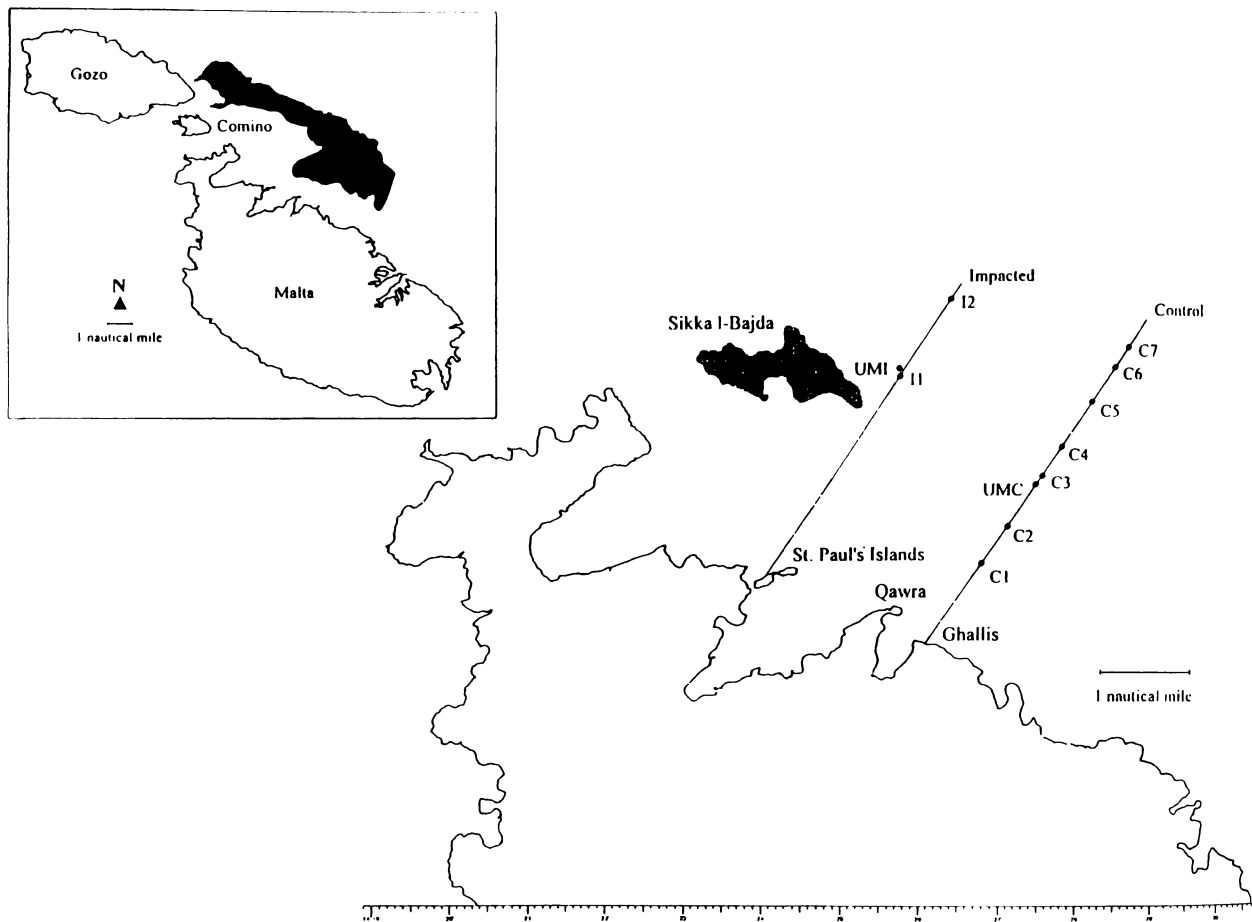 Gozo
Comino
N
1 nautical mile
Malta
Impacted
I2
Sikka l-Bajda
UMI
I1
Control
C7
C6
C5
C4
UMC
C3
C2
St. Paul's Islands
C1
Qawra
Ghallis
1 nautical mile